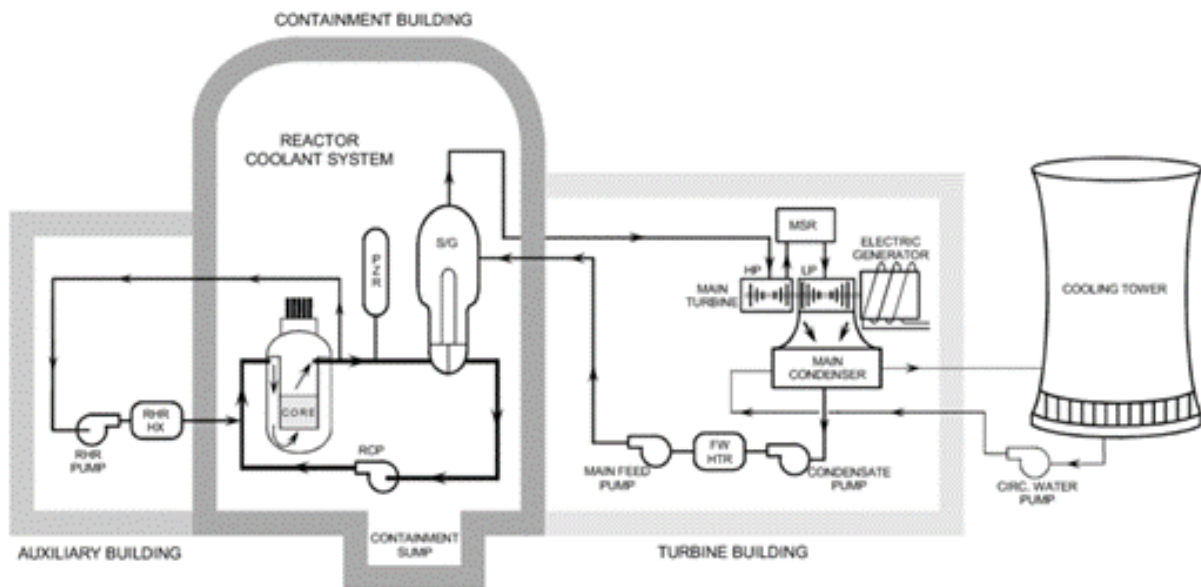 CONTAINMENT BUILDING
REACTOR
COOLANT SYSTEM
PZR
S/G
CORE
RCP
RHR
HX
RHR
PUMP
CONTAINMENT
SUMP
AUXILIARY BUILDING
MSR
HP
LP
MAIN
TURBINE
ELECTRIC
GENERATOR
MAIN
CONDENSER
MAIN FEED
PUMP
FW
HTR
CONDENSATE
PUMP
TURBINE BUILDING
COOLING TOWER
CIRC. WATER
PUMP